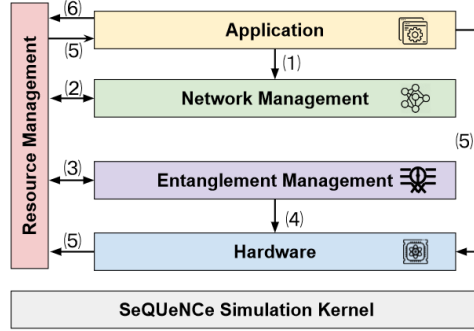 (6)
Application
(5)
(1)
Resource Management
(2)
Network Management
(5)
(3)
Entanglement Management
(4)
(5)
Hardware
SeQUeNCe Simulation Kernel